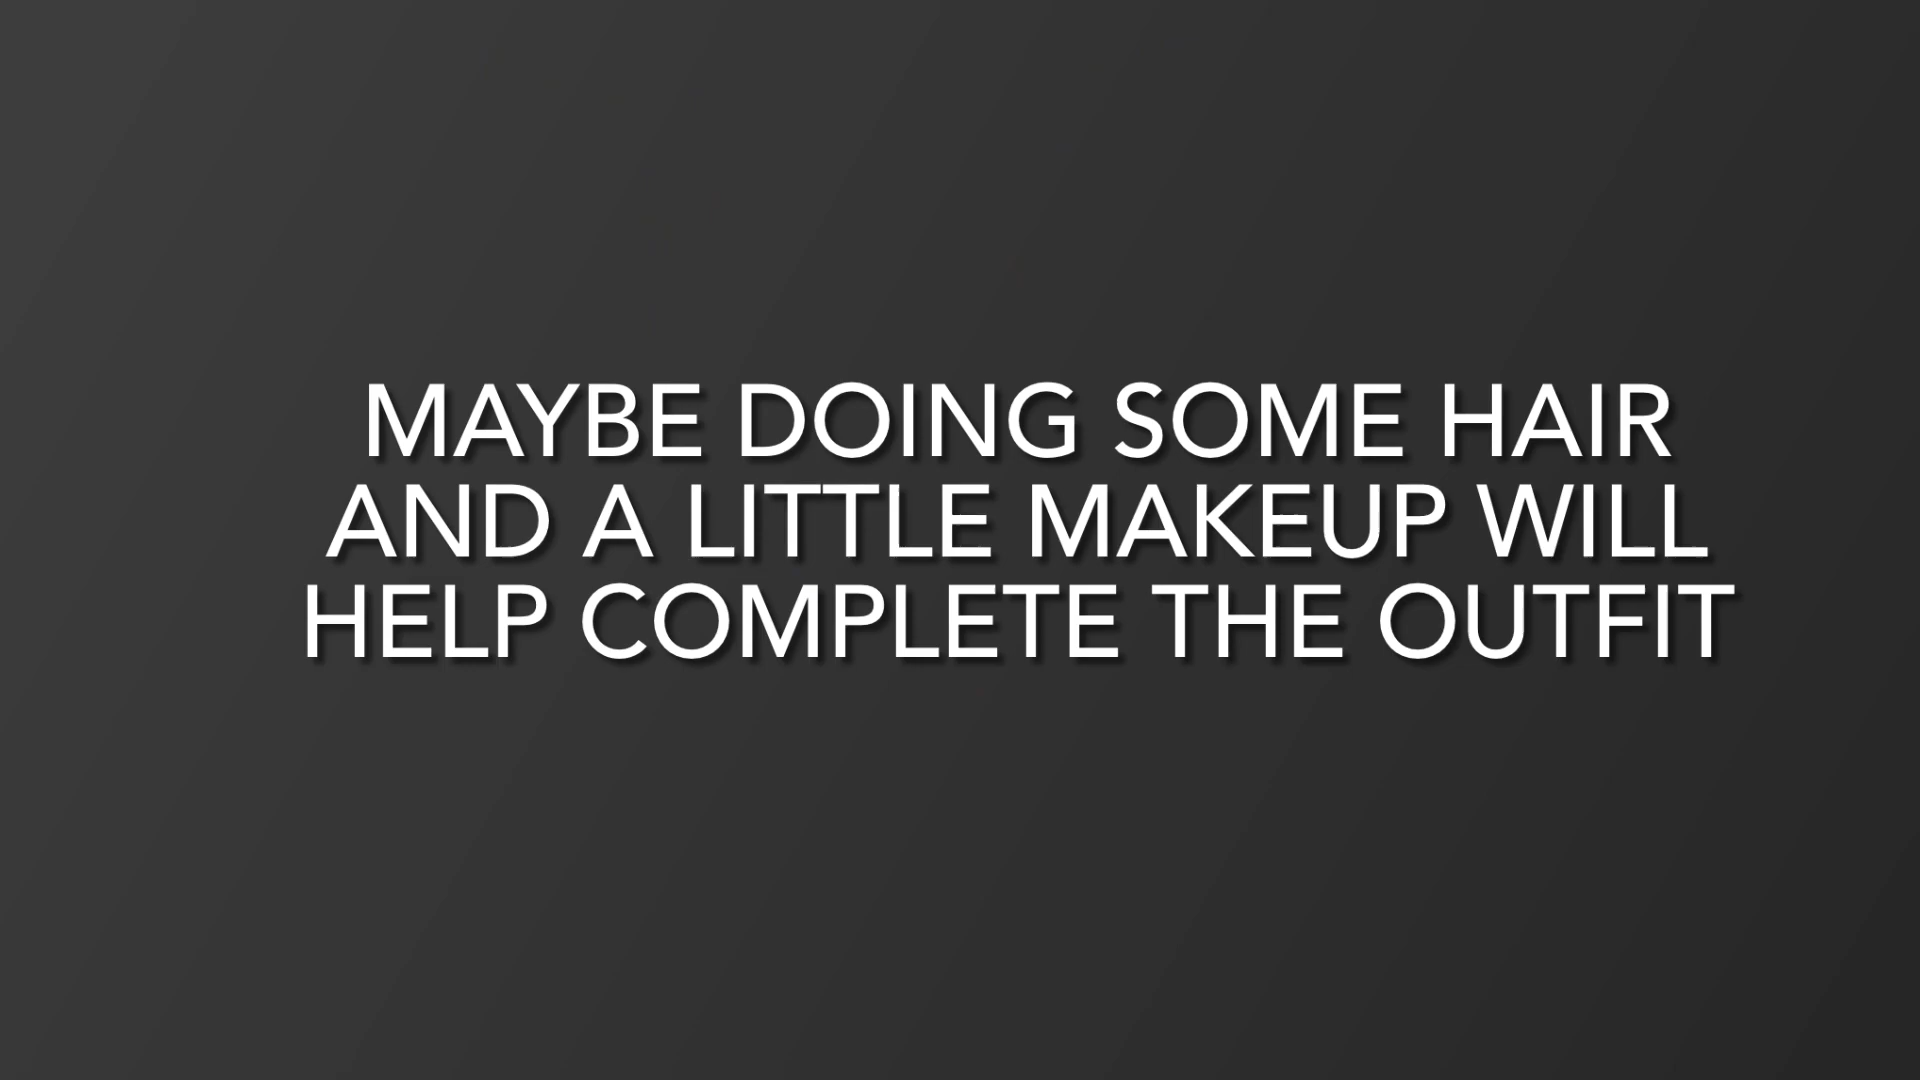 MAYBE DOING SOME HAIR
AND A LITTLE MAKEUP WILL
HELP COMPLETE THE OUTFIT